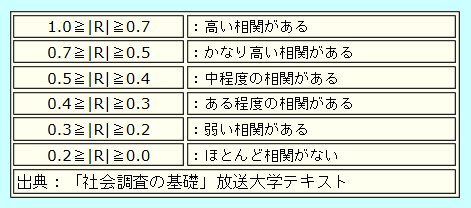 1.0≧|R|≧0.7 :高い相関がある
0.7≧|R|≧0.5 :かなり高い相関がある
0.5≧|R|≧0.4 :中程度の相関がある
0.4≧|R|≧0.3 :ある程度の相関がある
0.3≧|R|≧0.2 :弱い相関がある
0.2≧|R|≧0.0 :ほとんど相関がない
出典:「社会調査の基礎」放送大学テキスト